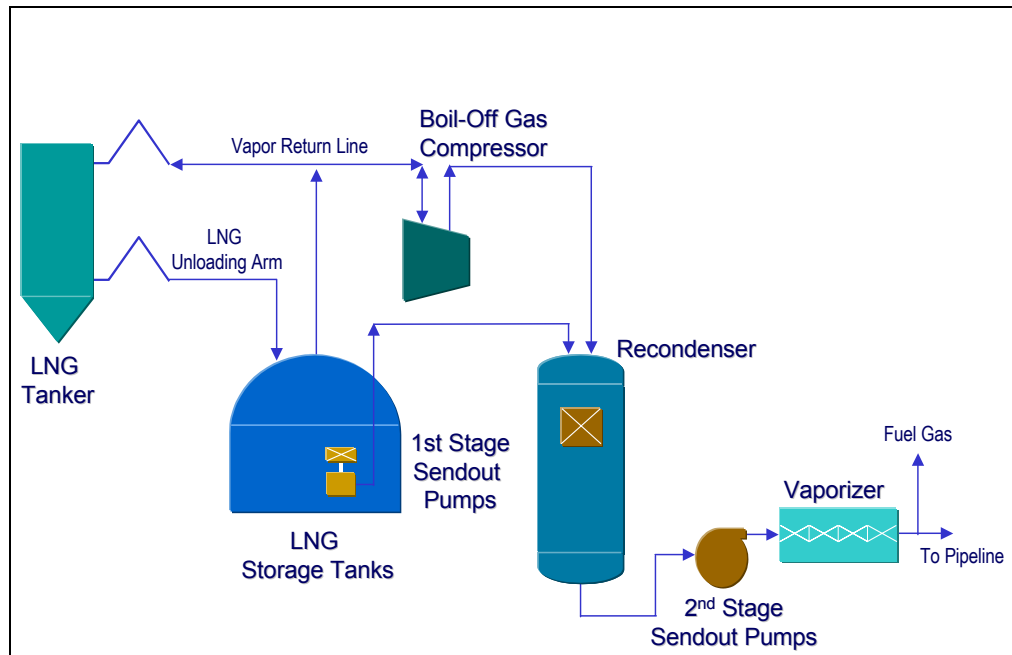 Boil-Off Gas
Compressor
Vapor Return Line
LNG
Unloading Arm
LNG
Tanker
Recondenser
1st Stage
Sendout
Pumps
Fuel Gas
Vaporizer
To Pipeline
LNG
Storage Tanks
2nd Stage
Sendout Pumps